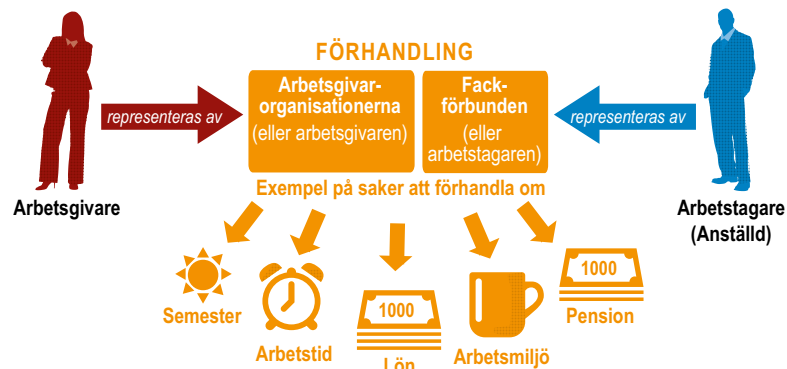 FÖRHANDLING
Arbetsgivar-
organisationerna
(eller arbetsgivaren)
Fack-
förbunden
(eller
arbetstagaren)
representeras av
representeras av
Exempel på saker att förhandla om
Arbetsgivare
Arbetstagare
(Anställd)
1000
1000
Semester
Pension
Arbetstid
Lön
Arbetsmiljö